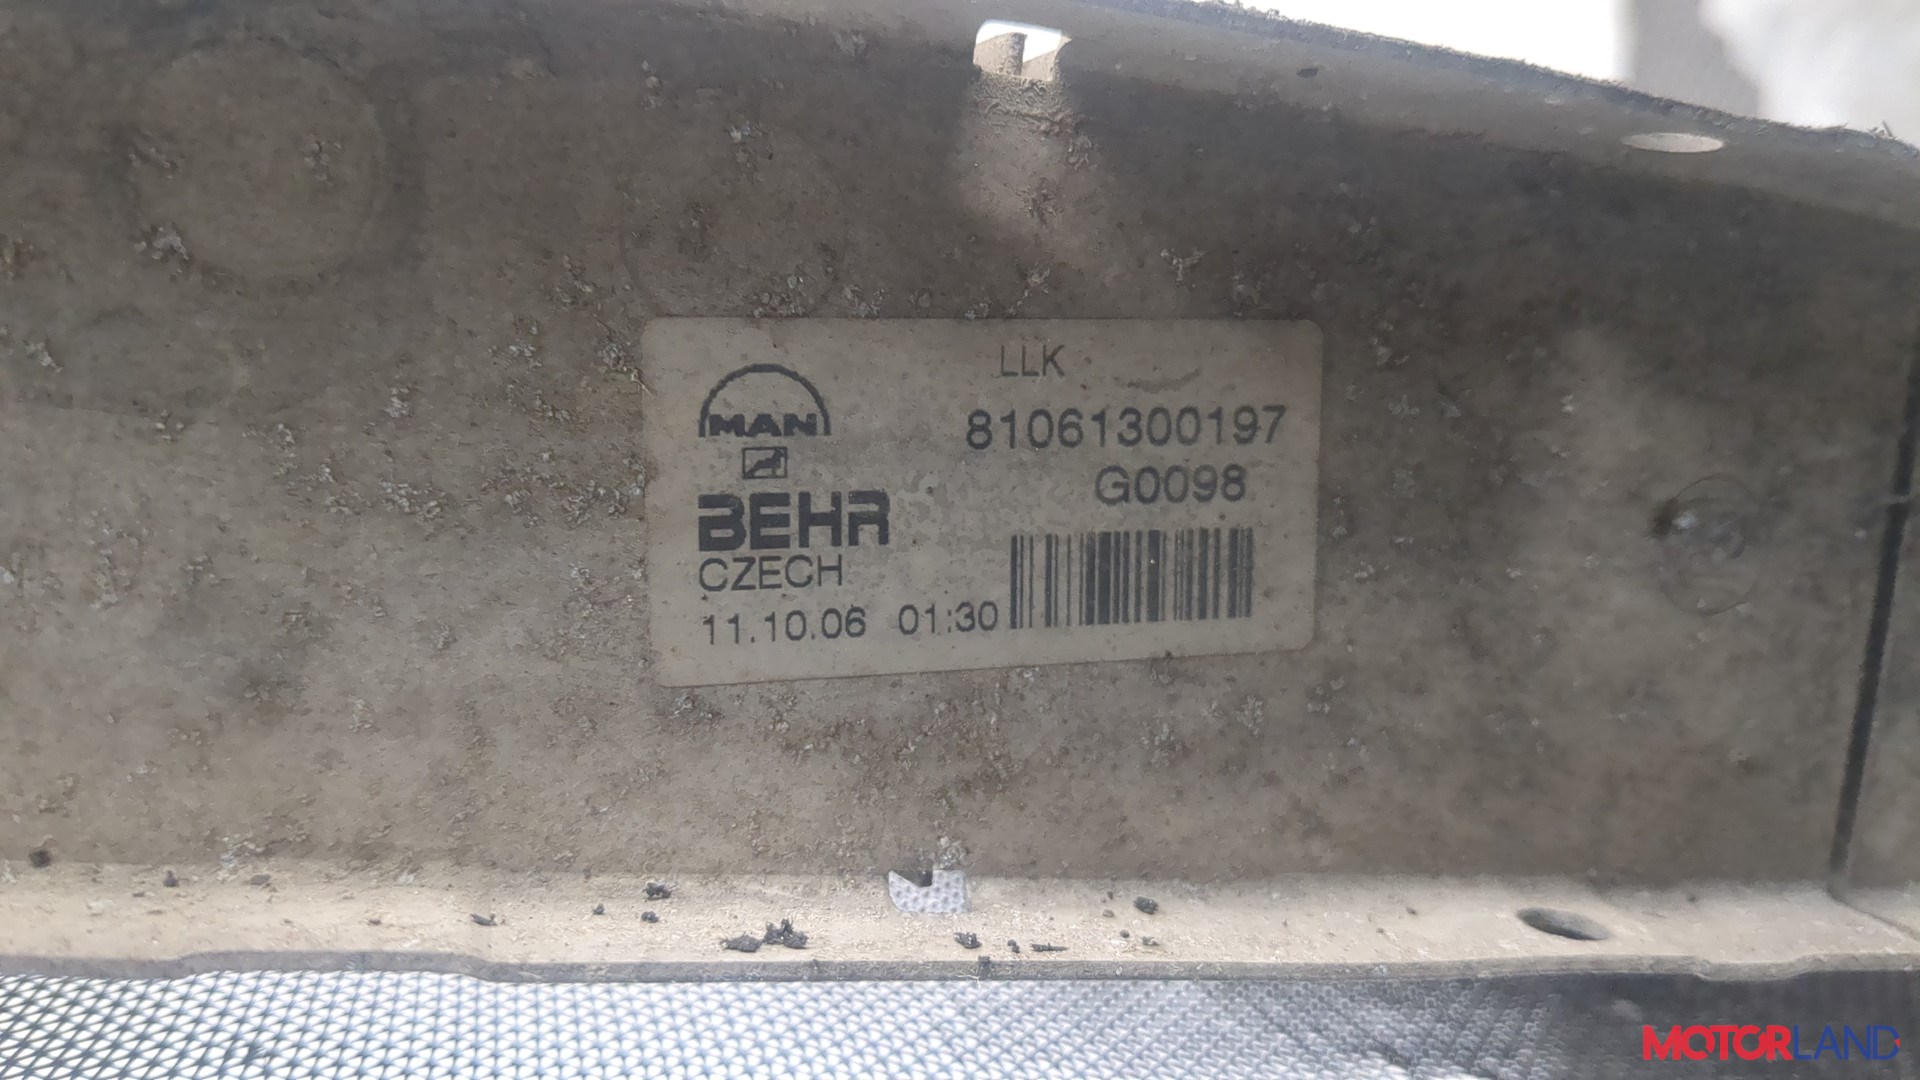 LLK
MAN
81061300197
G0098
BEHR
CZECH
11.10.06 01:30
MOTORLAND